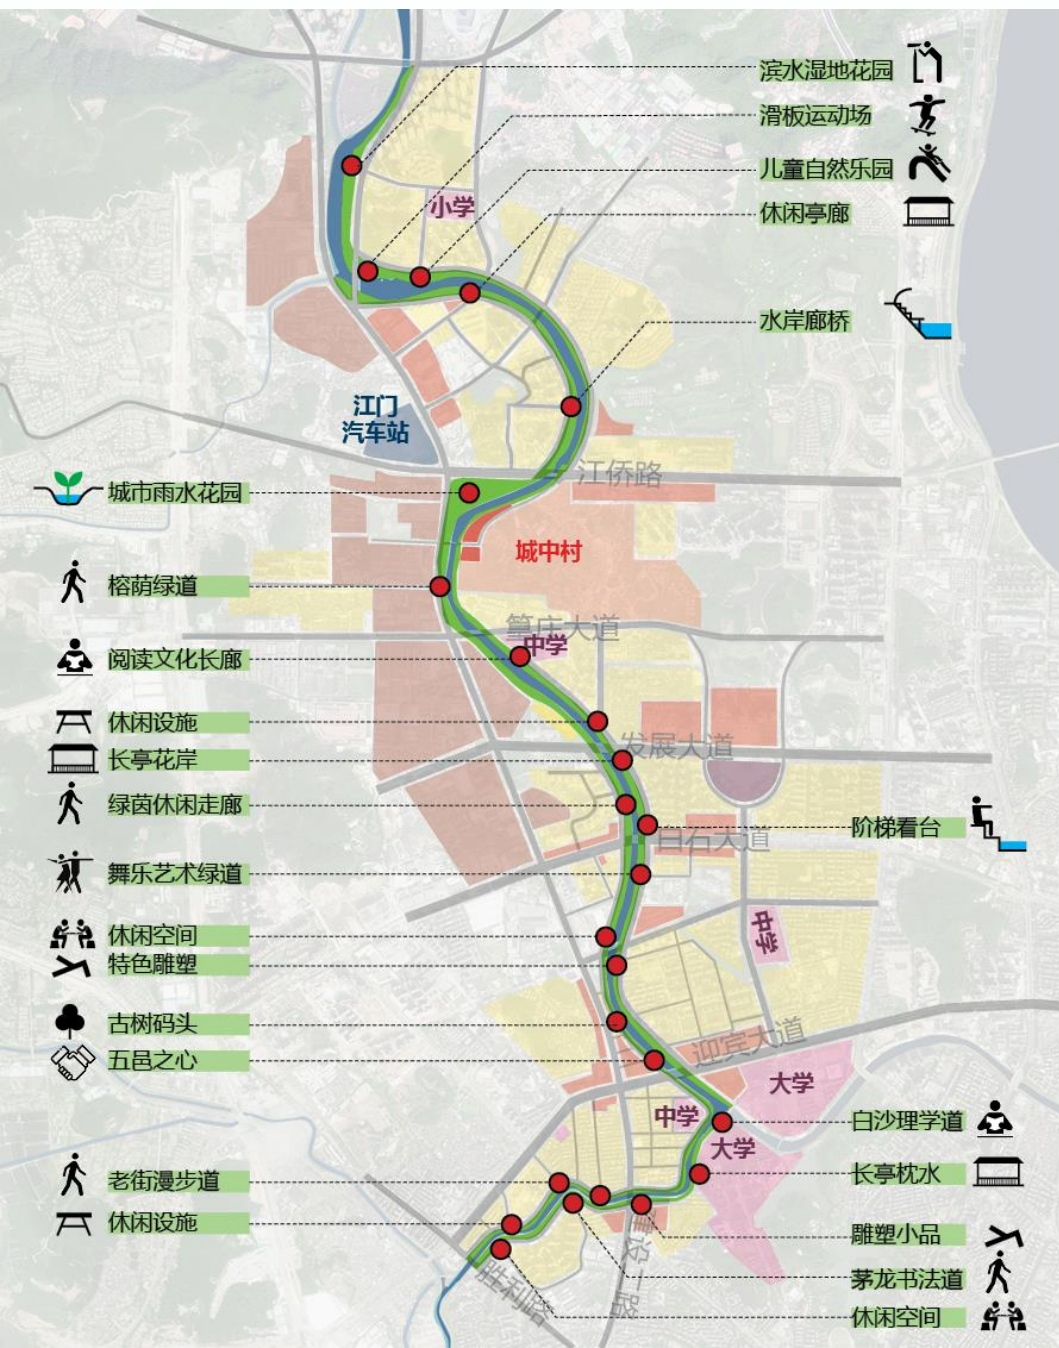 滨水湿地花园
滑板运动场
儿童自然乐园
小学
休闲亭廊
水岸廊桥
江门
汽车站
江侨路
城市雨水花园
城中村
榕荫绿道
篁庄大道
中学
阅读文化长廊
休闲设施
发展大道
长亭花岸
绿茵休闲走廊
阶梯看台
白石大道
舞乐艺术绿道
中学
休闲空间
特色雕塑
古树码头
迎宾大道
五邑之心
大学
中学
白沙理学道
大学
长亭枕水
老街漫步道
休闲设施
雕塑小品
建设二路
茅龙书法道
胜利路
休闲空间